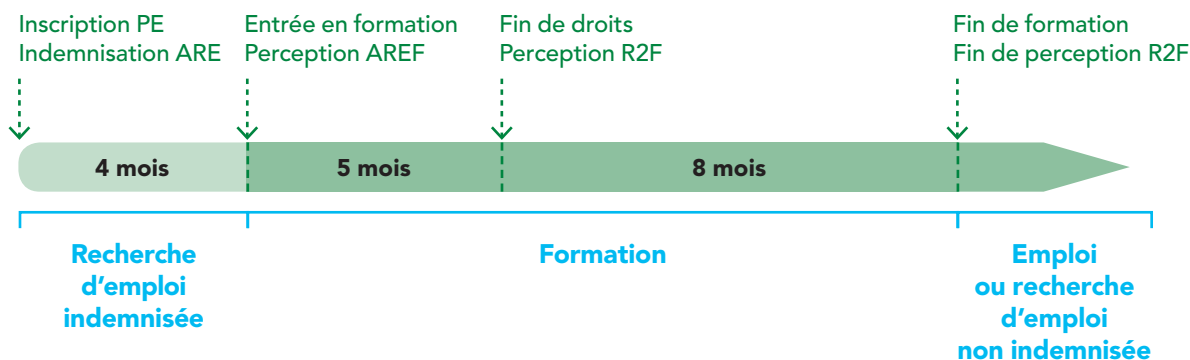 Inscription PE
Indemnisation ARE
Entrée en formation
Perception AREF
Fin de droits
Perception R2F
Fin de formation
Fin de perception R2F
4 mois
5 mois
8 mois
Recherche
d’emploi
indemnisée
Formation
Emploi
ou recherche
d’emploi
non indemnisée